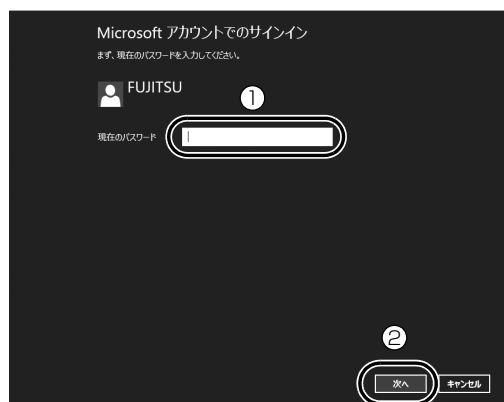 Microsoft アカウントでのサインイン
まず、現在のパスワードを入力してください。
FUJITSU
①
現在のパスワード
②
次へ
キャンセル